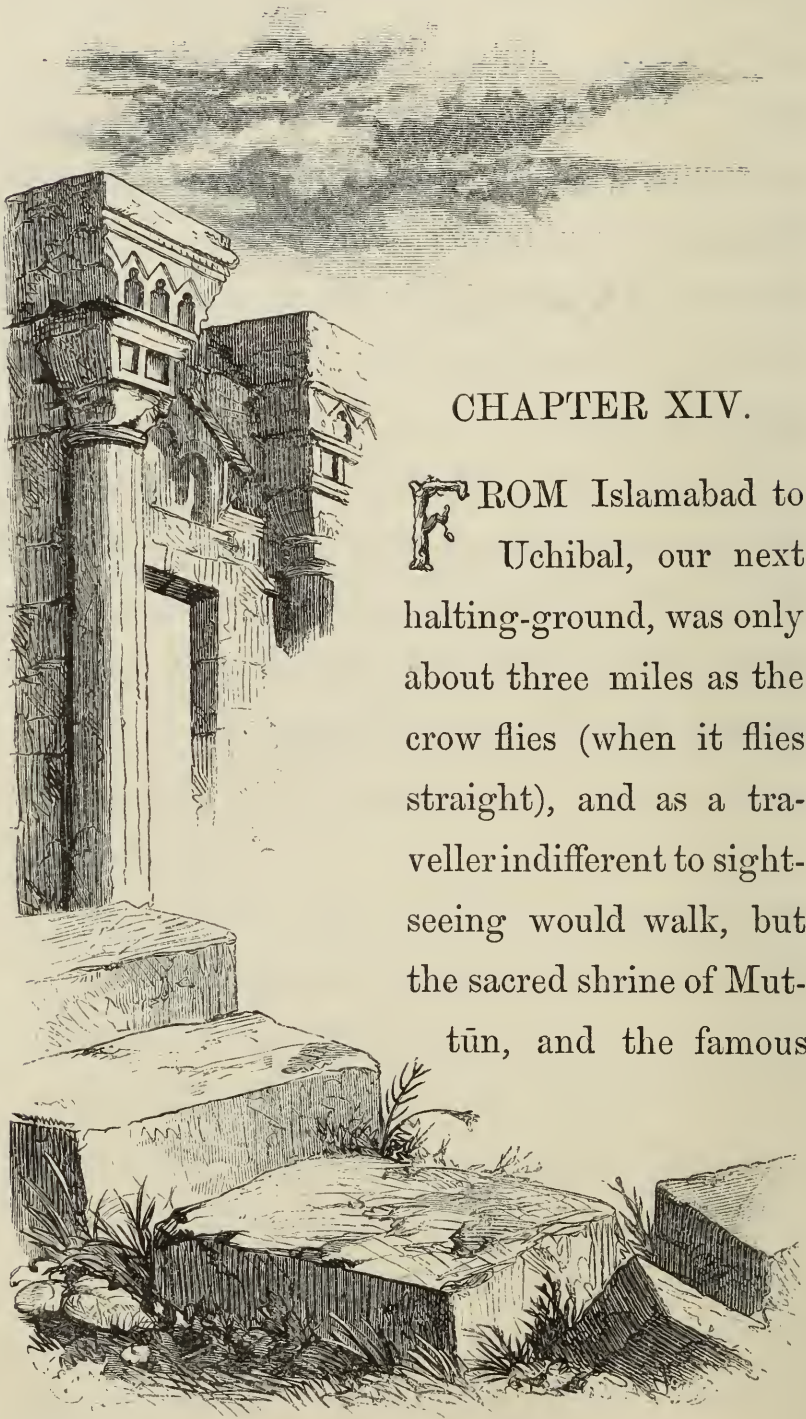 CHAPTER XIV.
FROM Islamabad to
Uchibal, our next
halting-ground, was only
about three miles as the
crow flies (when it flies
straight), and as a tra-
veller indifferent to sight-
seeing would walk, but
the sacred shrine of Mut-
tūn, and the famous